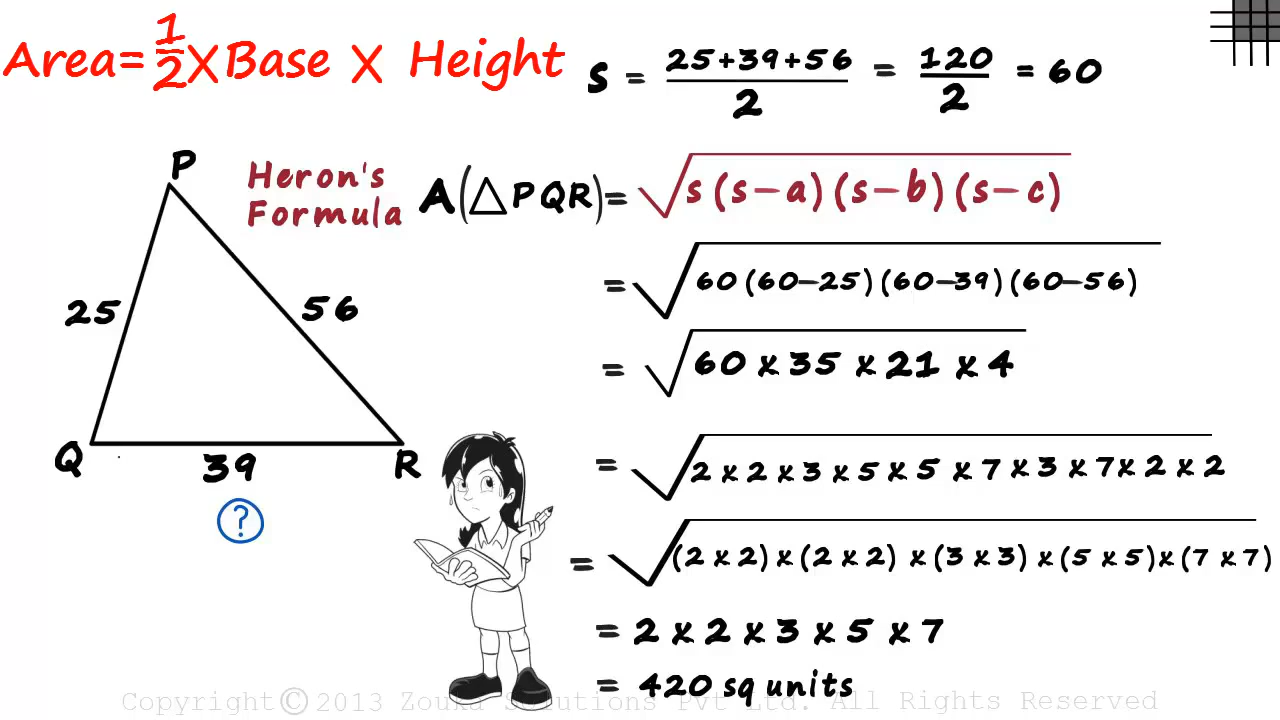 Area= 1/2 X Base X Height
s = 25+39+56/2 = 120/2 = 60
P
Heron's
Formula
A(△PQR)= √s(s−a)(s−b)(s−c)
= √60(60−25)(60−39)(60−56)
25
56
= √60 x 35 x 21 x 4
Q
39
R
?
= √2 x 2 x 3 x 5 x 5 x 7 x 3 x 7 x 2 x 2
= √(2 x 2) x (2 x 2) x (3 x 3) x (5 x 5) x (7 x 7)
= 2 x 2 x 3 x 5 x 7
= 420 sq units
Copyright © 2013 Zouka Solutions Pvt Ltd. All Rights Reserved